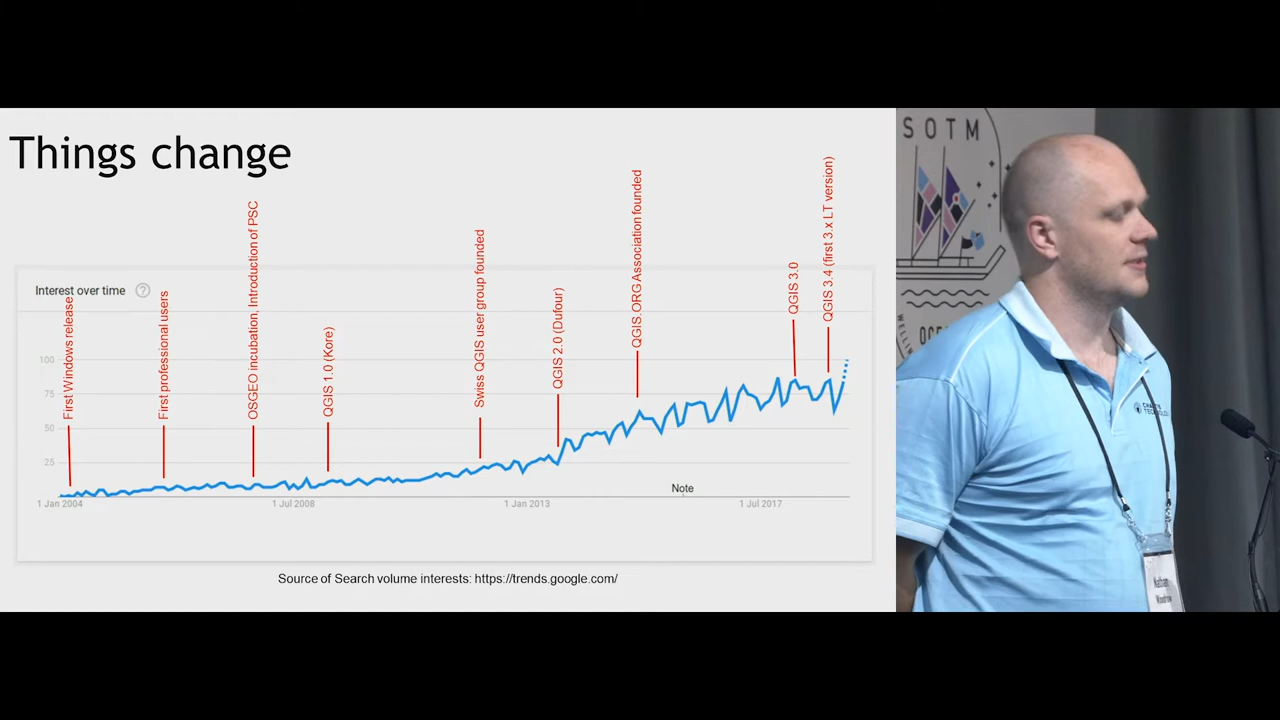 Things change
Interest over time
?
First Windows release
First professional users
OSGEO incubation, Introduction of PSC
QGIS 1.0 (Kore)
Swiss QGIS user group founded
QGIS 2.0 (Dufour)
QGIS.ORG Association founded
QGIS 3.0
QGIS 3.4 (first 3.x LT version)
100
75
50
25
Note
1 Jan 2004
1 Jul 2008
1 Jan 2013
1 Jul 2017
Source of Search volume interests: https://trends.google.com/
SOTM
Nathan
Woodrow